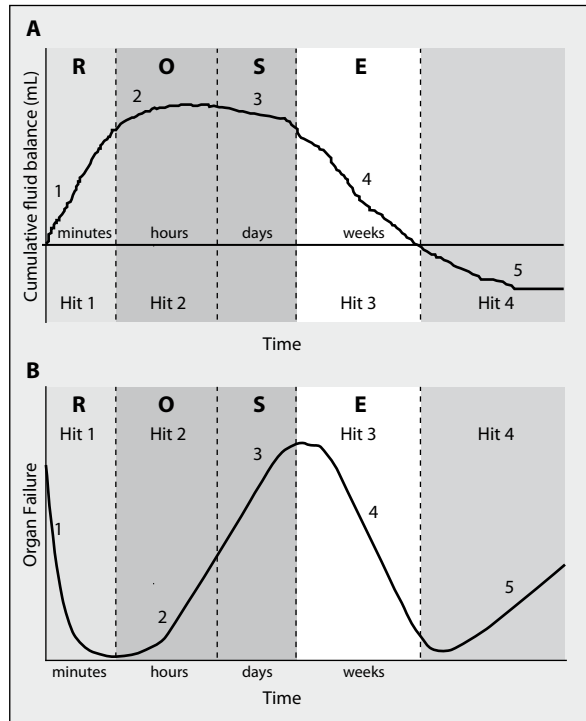 A
R O S E
Cumulative fluid balance (mL)
1 2 3 4 5
minutes hours days weeks
Hit 1 Hit 2 Hit 3 Hit 4
Time
B
R O S E
Hit 1 Hit 2 Hit 3 Hit 4
Organ Failure
1 2 3 4 5
minutes hours days weeks
Time